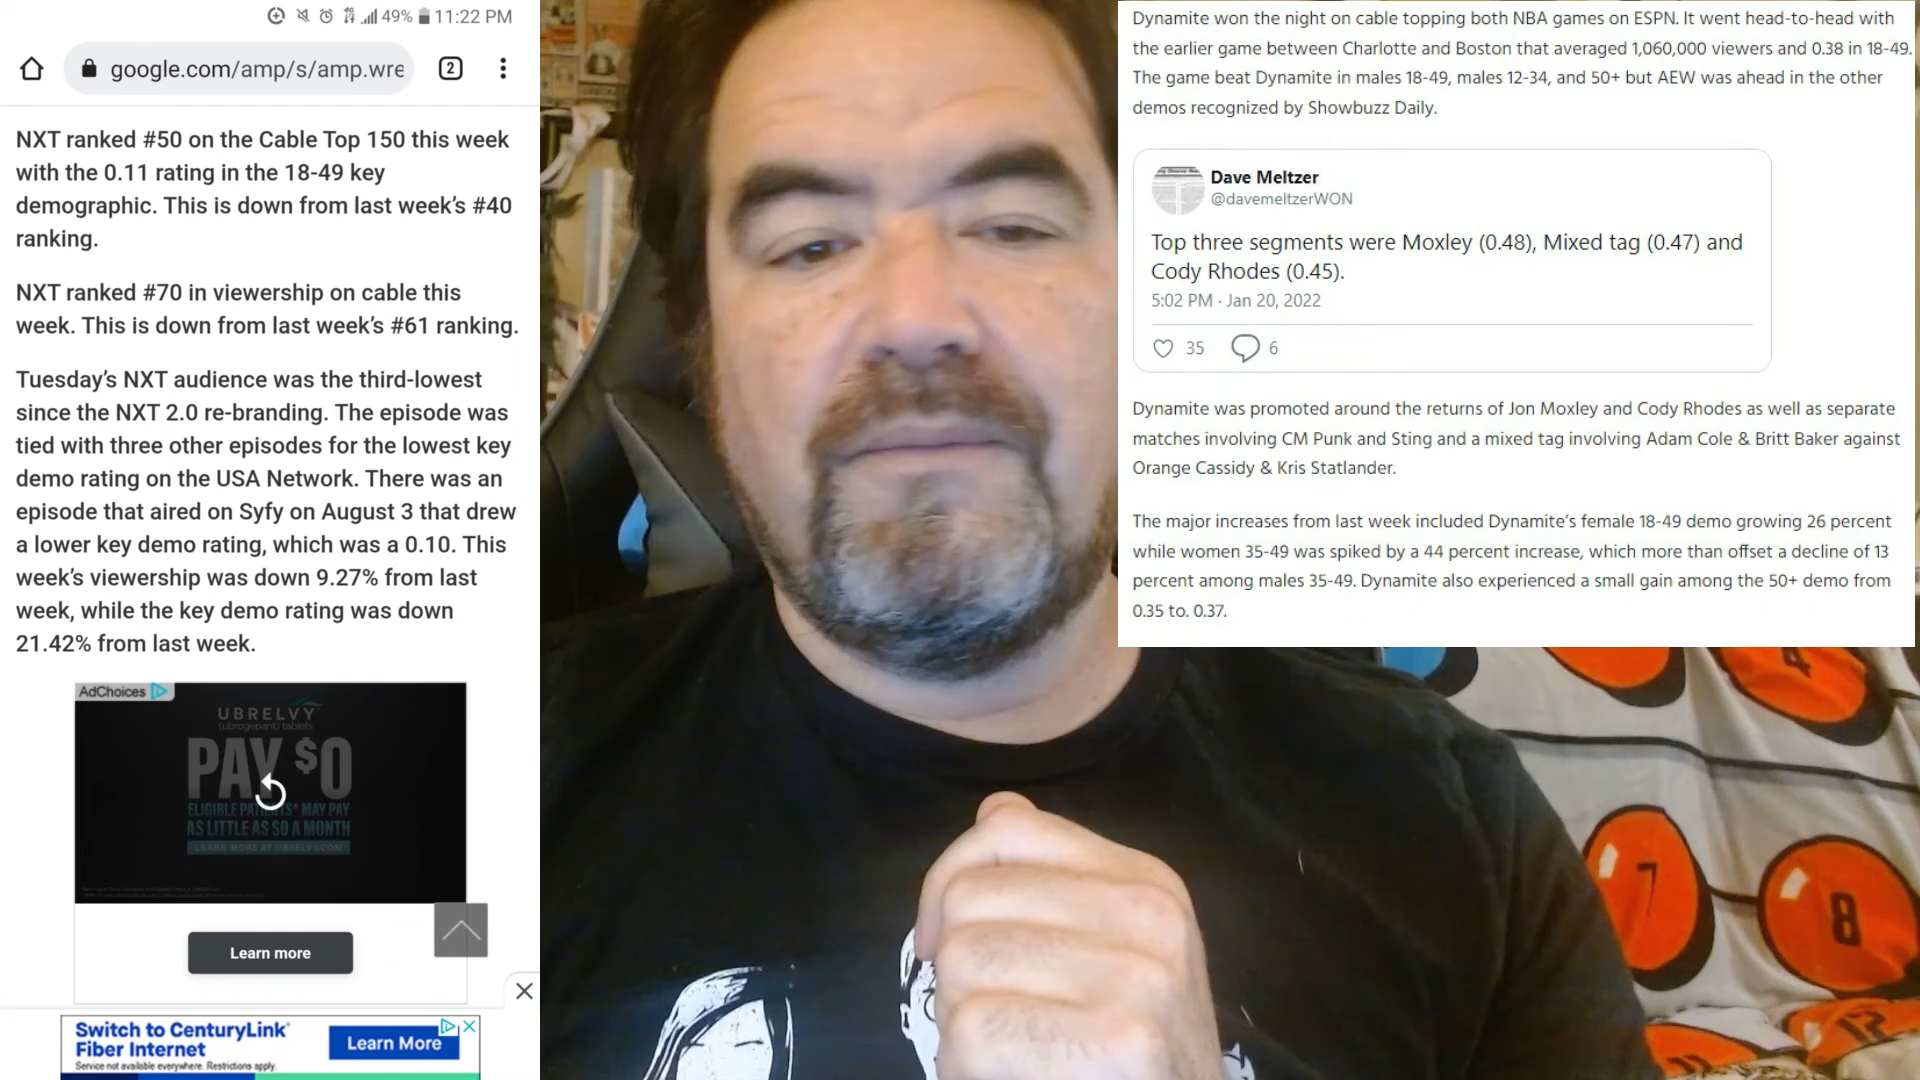 49% 11:22 PM
google.com/amp/s/amp.wre
2
NXT ranked #50 on the Cable Top 150 this week
with the 0.11 rating in the 18-49 key
demographic. This is down from last week’s #40
ranking.
NXT ranked #70 in viewership on cable this
week. This is down from last week’s #61 ranking.
Tuesday’s NXT audience was the third-lowest
since the NXT 2.0 re-branding. The episode was
tied with three other episodes for the lowest key
demo rating on the USA Network. There was an
episode that aired on Syfy on August 3 that drew
a lower key demo rating, which was a 0.10. This
week’s viewership was down 9.27% from last
week, while the key demo rating was down
21.42% from last week.
AdChoices
UBRELVY
(ubrogepant) tablets
PAY $0
ELIGIBLE PATIENTS* MAY PAY
AS LITTLE AS $0 A MONTH
LEARN MORE AT UBRELVY.COM
Learn more
Switch to CenturyLink®
Fiber Internet
Service not available everywhere. Restrictions apply.
Learn More
Dynamite won the night on cable topping both NBA games on ESPN. It went head-to-head with
the earlier game between Charlotte and Boston that averaged 1,060,000 viewers and 0.38 in 18-49.
The game beat Dynamite in males 18-49, males 12-34, and 50+ but AEW was ahead in the other
demos recognized by Showbuzz Daily.
Dave Meltzer
@davemeltzerWON
Top three segments were Moxley (0.48), Mixed tag (0.47) and
Cody Rhodes (0.45).
5:02 PM · Jan 20, 2022
35
6
Dynamite was promoted around the returns of Jon Moxley and Cody Rhodes as well as separate
matches involving CM Punk and Sting and a mixed tag involving Adam Cole & Britt Baker against
Orange Cassidy & Kris Statlander.
The major increases from last week included Dynamite’s female 18-49 demo growing 26 percent
while women 35-49 was spiked by a 44 percent increase, which more than offset a decline of 13
percent among males 35-49. Dynamite also experienced a small gain among the 50+ demo from
0.35 to. 0.37.
4
7
8
12